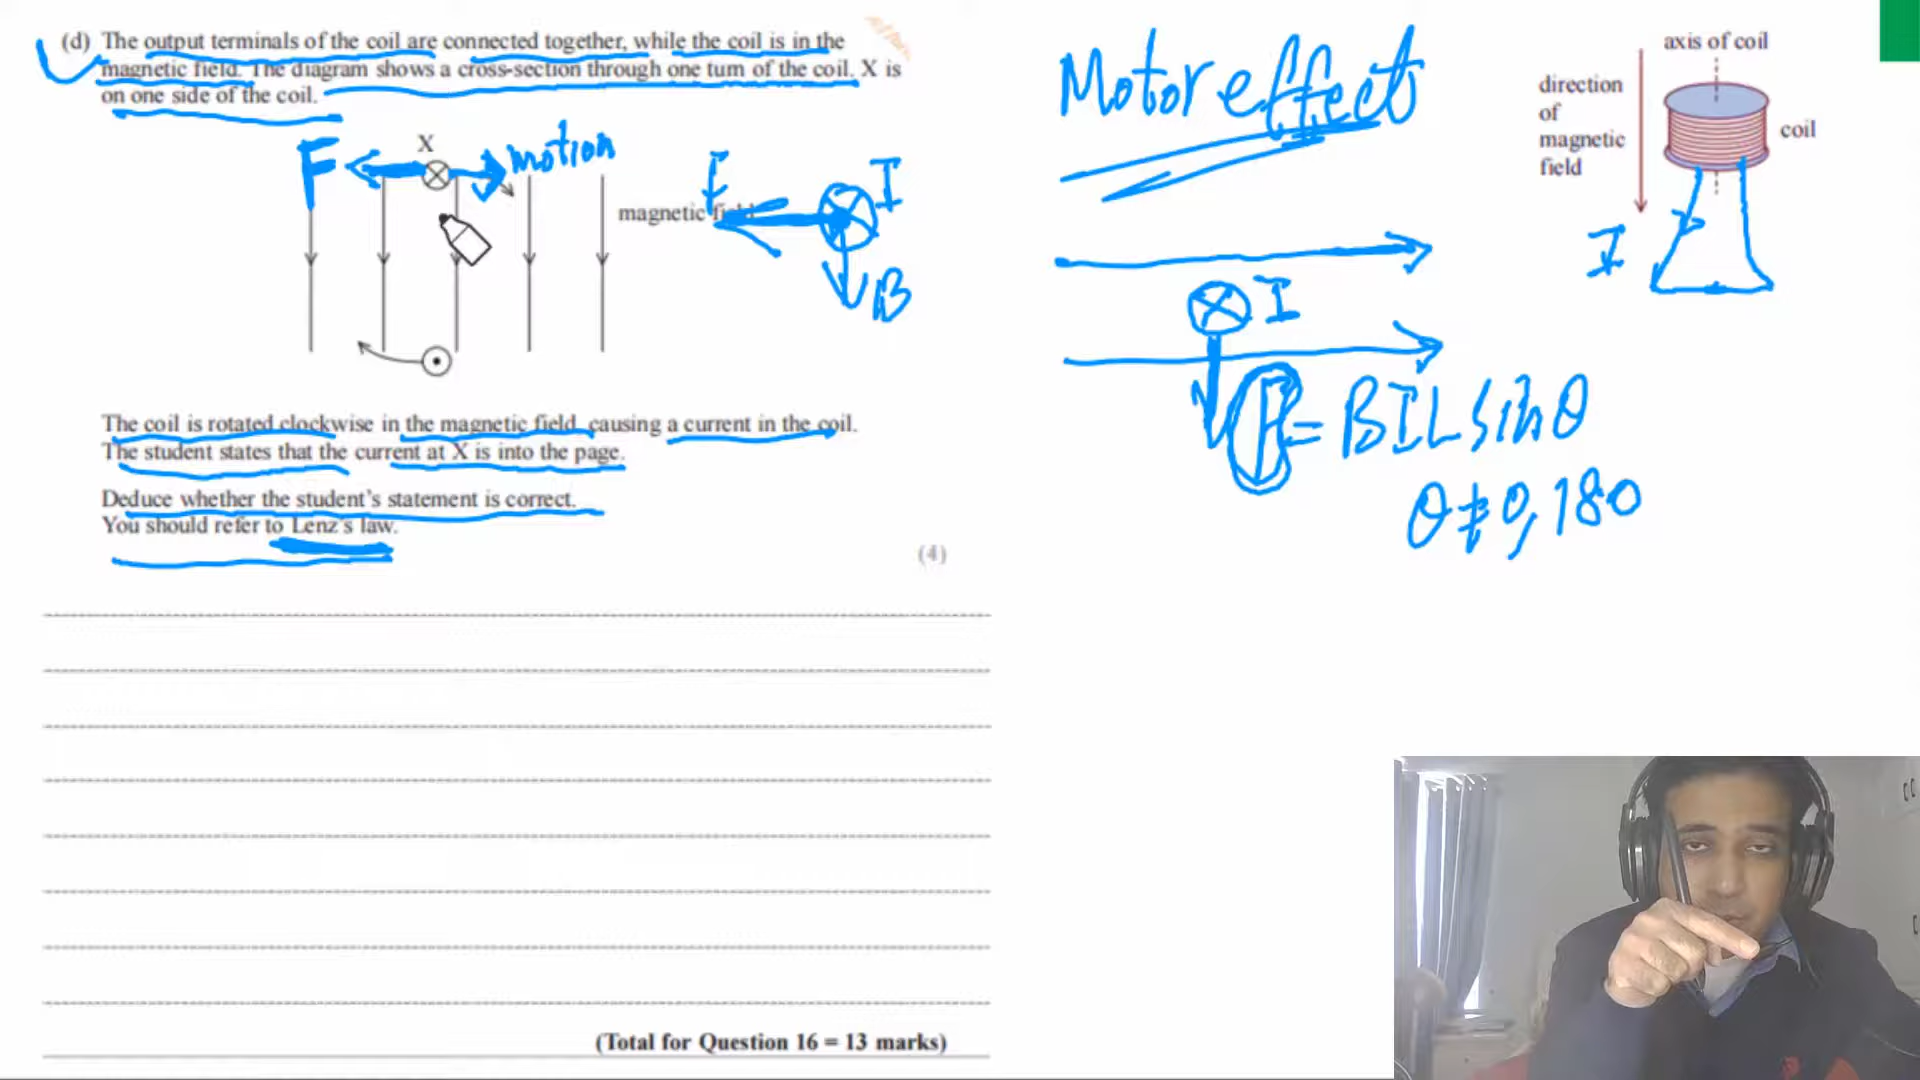 (d) The output terminals of the coil are connected together, while the coil is in the
magnetic field. The diagram shows a cross-section through one turn of the coil. X is
on one side of the coil.
X
F
motion
magnetic
F
I
B
The coil is rotated clockwise in the magnetic field causing a current in the coil.
The student states that the current at X is into the page.
Deduce whether the student's statement is correct.
You should refer to Lenz's law.
(4)
(Total for Question 16 = 13 marks)
Motor effect
I
F = BIL sin θ
θ ≠ 0, 180
axis of coil
direction
of
magnetic
field
coil
I